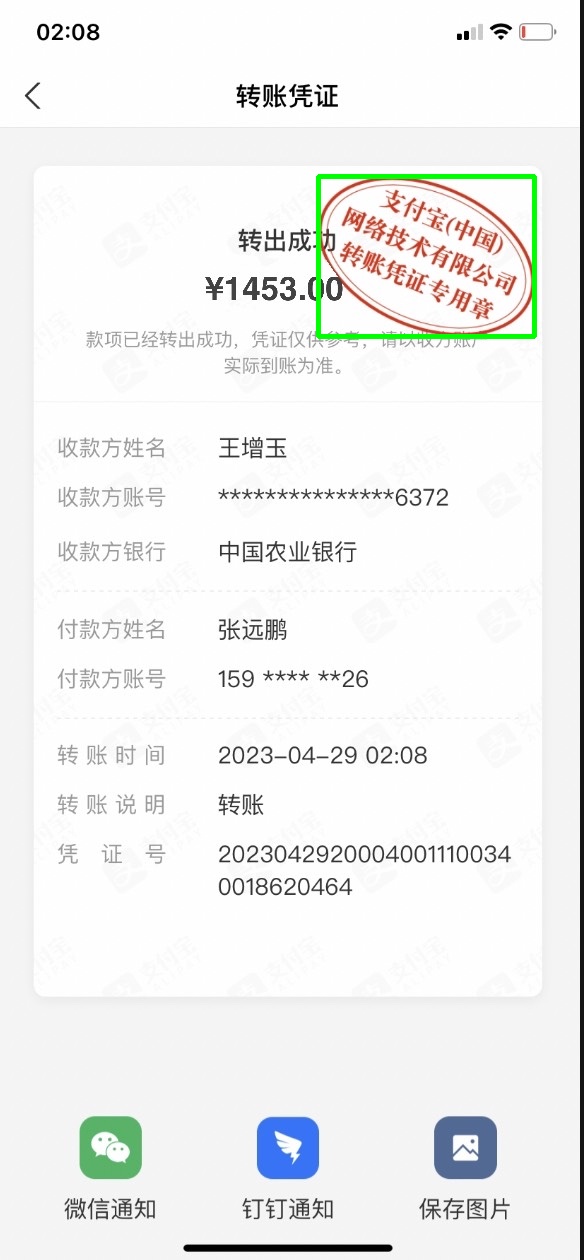 02:08
转账凭证
支付宝(中国)
网络技术有限公司
转账凭证专用章
转出成功
¥1453.00
款项已经转出成功，凭证仅供参考，请以收方账户
实际到账为准。
收款方姓名 王增玉
收款方账号 ***************6372
收款方银行 中国农业银行
付款方姓名 张远鹏
付款方账号 159 **** **26
转账时间 2023-04-29 02:08
转账说明 转账
凭证号 2023042920004001110034
0018620464
微信通知 钉钉通知 保存图片